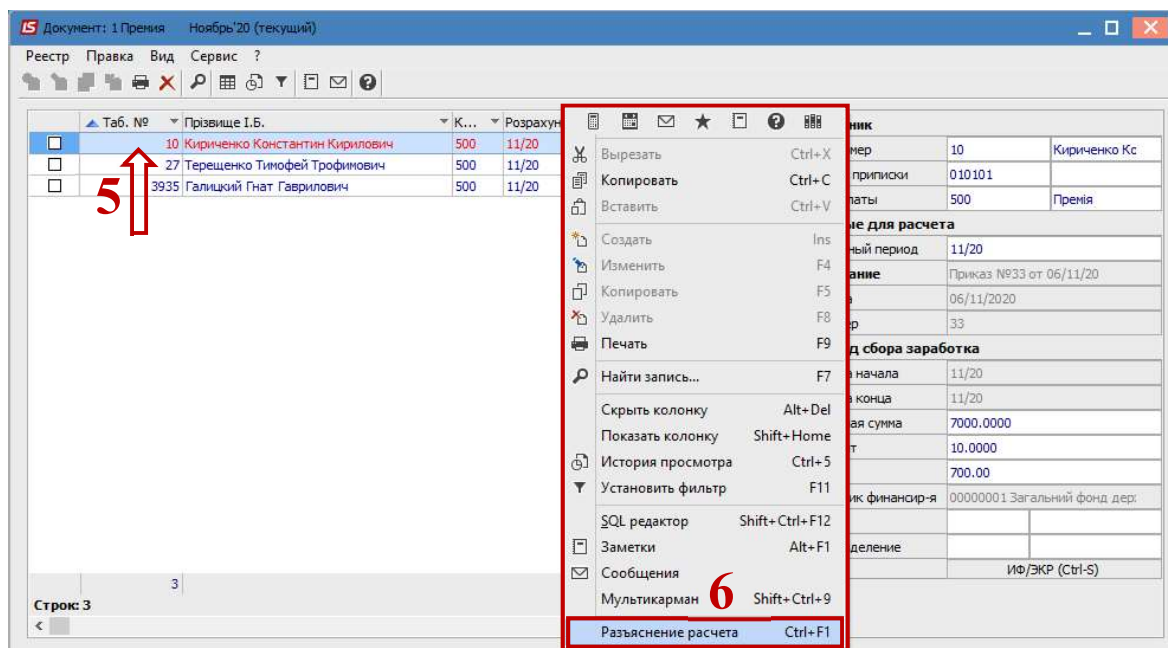 Документ: 1 Премия Ноябрь'20 (текущий)
Реестр Правка Вид Сервис ?
Таб. № Прізвище І.Б. К... Розрахун
10 Кириченко Константин Кирилович 500 11/20
27 Терещенко Тимофей Трофимович 500 11/20
3935 Галицкий Гнат Гаврилович 500 11/20
5
3
Строк: 3
Вырезать Ctrl+X
Копировать Ctrl+C
Вставить Ctrl+V
Создать Ins
Изменить F4
Копировать F5
Удалить F8
Печать F9
Найти запись... F7
Скрыть колонку Alt+Del
Показать колонку Shift+Home
История просмотра Ctrl+5
Установить фильтр F11
SQL редактор Shift+Ctrl+F12
Заметки Alt+F1
Сообщения
Мультикарман Shift+Ctrl+9
6
Разъяснение расчета Ctrl+F1
ник
мер 10 Кириченко Кс
приписки 010101
латы 500 Премія
ые для расчета
ный период 11/20
ание Приказ №33 от 06/11/20
а 06/11/2020
ер 33
д сбора заработка
а начала 11/20
а конца 11/20
ая сумма 7000.0000
т 10.0000
700.00
ик финансир-я 00000001 Загальний фонд дер
деление
ИФ/ЭКР (Ctrl-S)